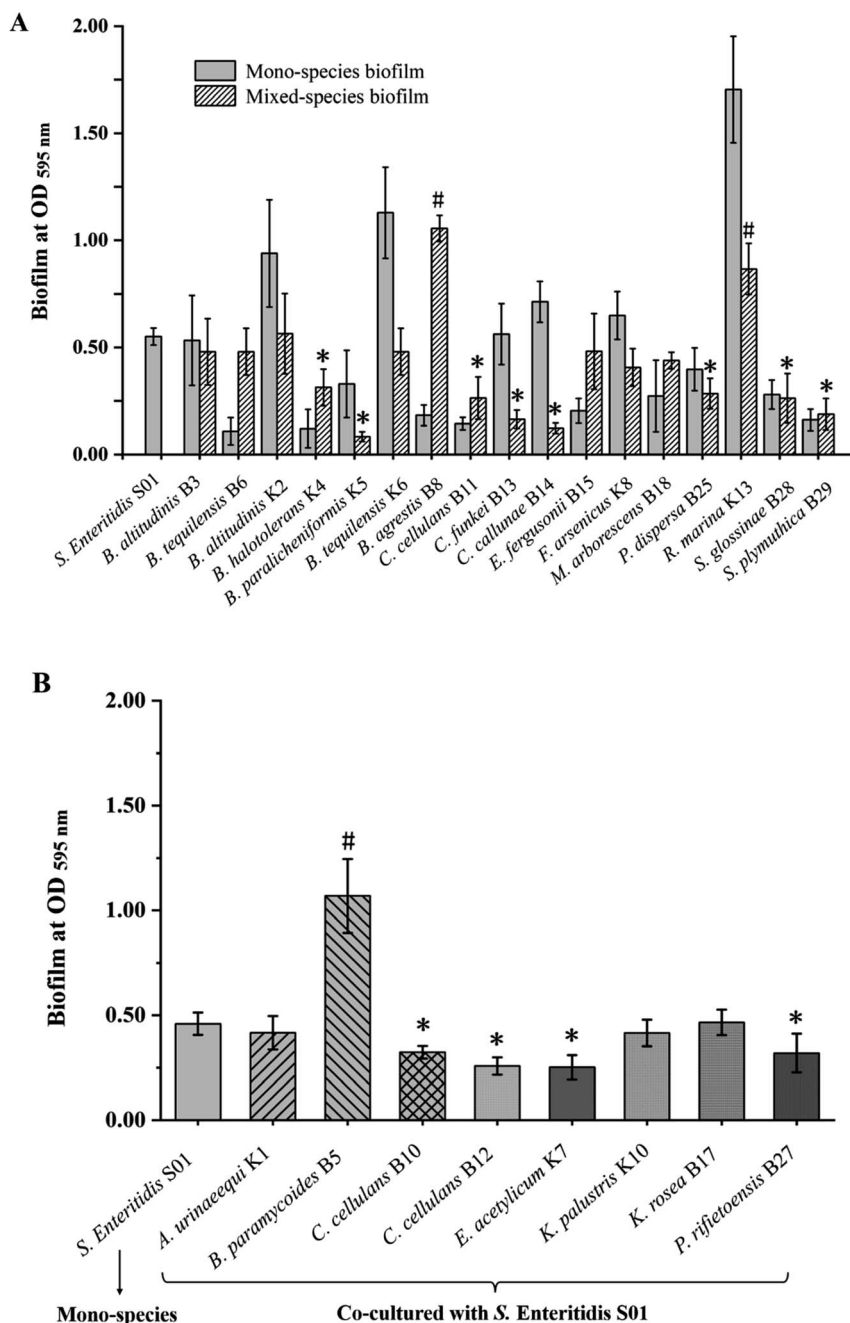 A
2.00
1.50
1.00
0.50
0.00
Biofilm at OD 595 nm
Mono-species biofilm
Mixed-species biofilm
#
*
*
*
*
*
*
#
*
*
S. Enteritidis S01
B. altitudinis B3
B. tequilensis B6
B. altitudinis K2
B. halotolerans K4
B. paralicheniformis K5
B. tequilensis K6
B. agrestis B8
C. cellulans B11
C. funkei B13
C. callunae B14
E. fergusonii B15
F. arsenicus K8
M. arborescens B18
P. dispersa B25
R. marina K13
S. glossinae B28
S. plymuthica B29
B
2.00
1.50
1.00
0.50
0.00
Biofilm at OD 595 nm
#
*
*
*
*
S. Enteritidis S01
A. urinaeequi K1
B. paramycoides B5
C. cellulans B10
C. cellulans B12
E. acetylicum K7
K. palustris K10
K. rosea B17
P. rifietoensis B27
Mono-species
Co-cultured with S. Enteritidis S01